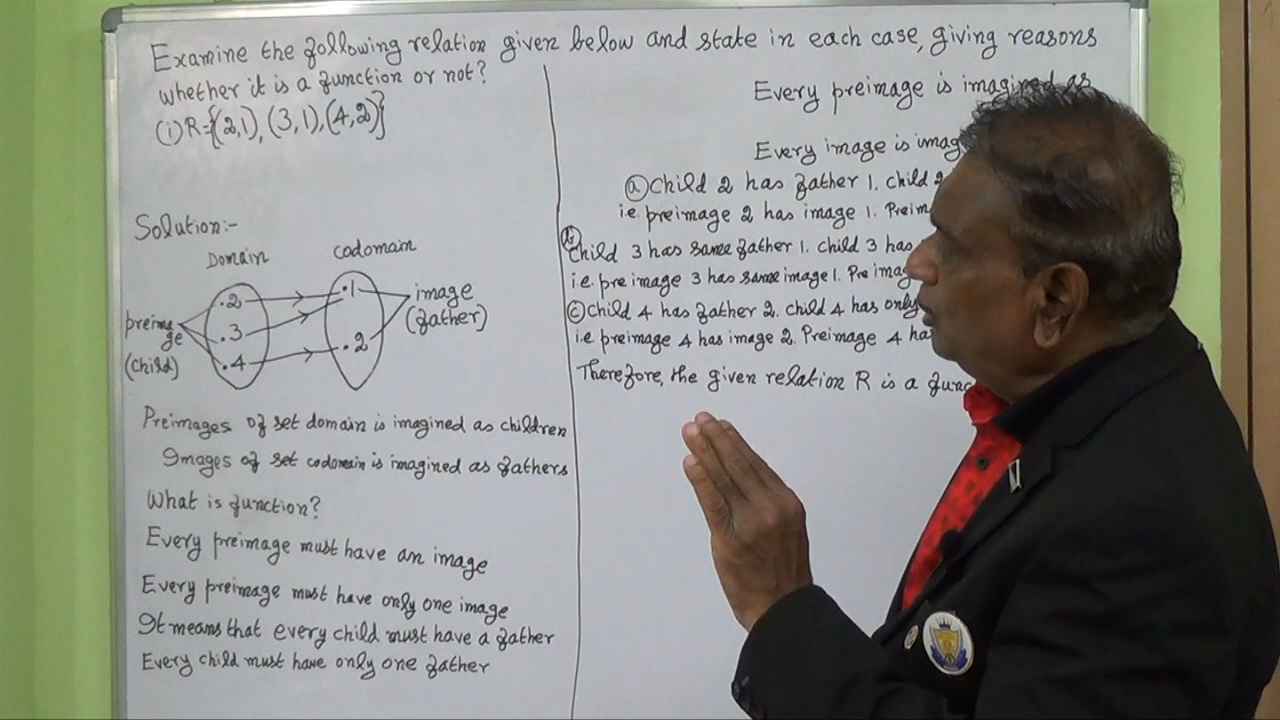 Examine the following relation given below and state in each case, giving reasons
whether it is a function or not?
(i) R={(2,1), (3,1), (4,2)}
Solution:-
Domain
codomain
.2
.3
.4
.1
.2
preimage
(child)
image
(father)
Preimages of set domain is imagined as children
Images of set codomain is imagined as fathers
What is function?
Every preimage must have an image
Every preimage must have only one image
It means that every child must have a father
Every child must have only one father
Every preimage is imagined as
Every image is
(a) Child 2 has father 1. child 2
i.e. preimage 2 has image 1.
(b)
Child 3 has same father 1. child 3 has
i.e. preimage 3 has same image 1. Pre
(c) Child 4 has father 2. child 4 has only
i.e preimage 4 has image 2. Preimage 4
Therefore, the given relation R is a